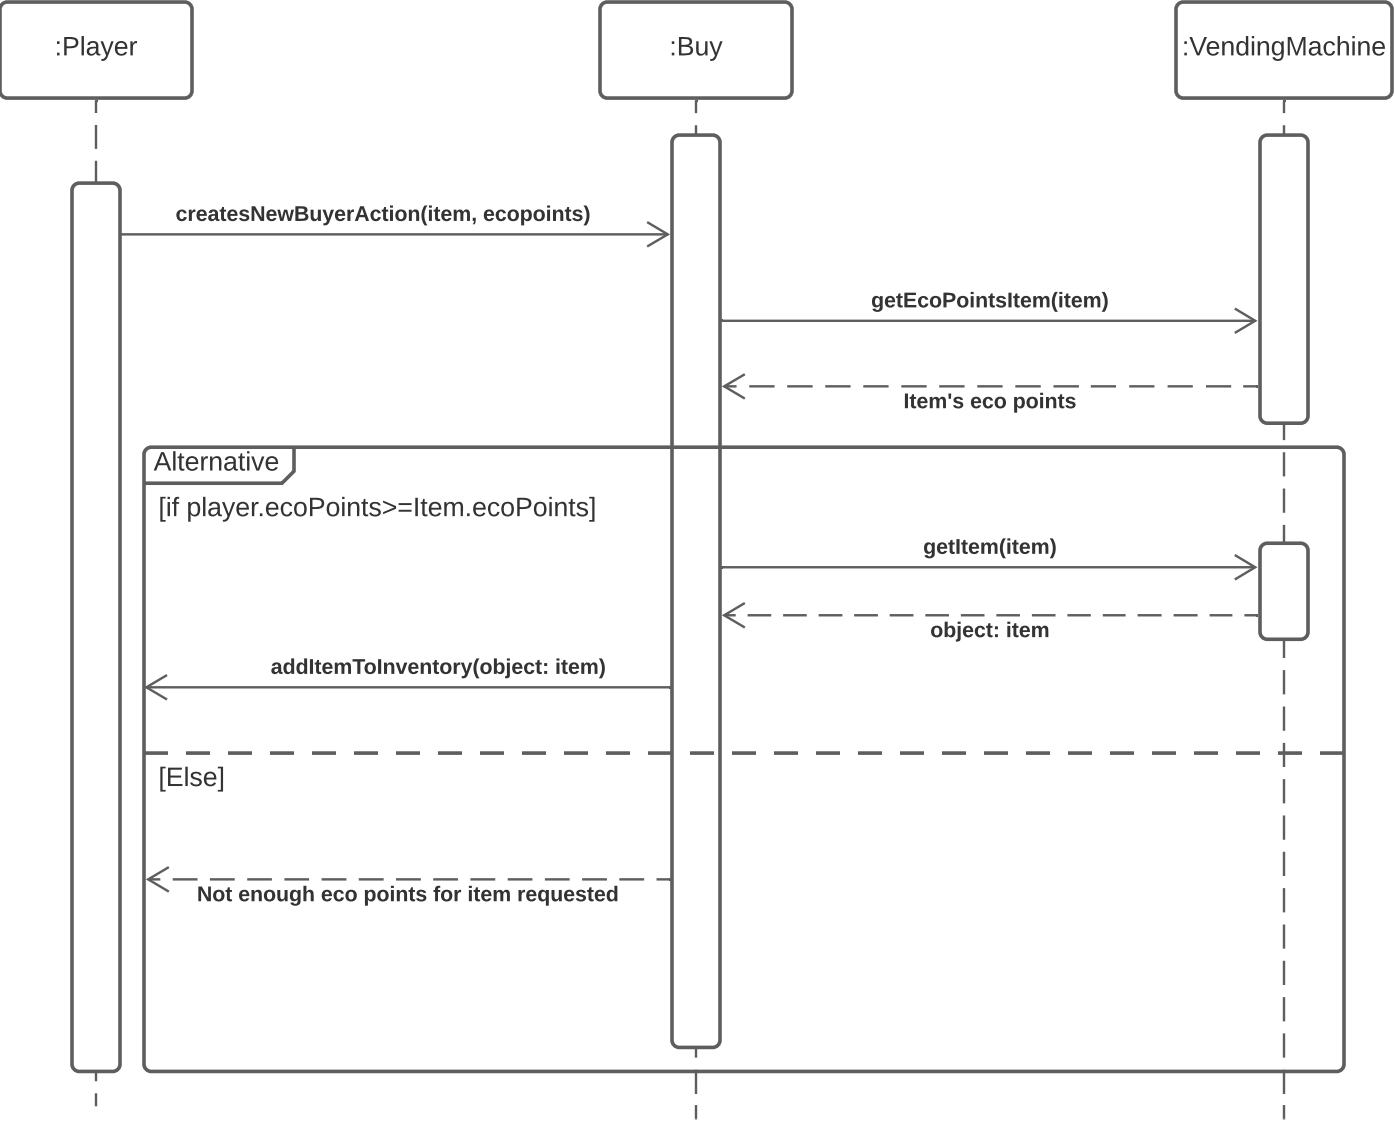 :Player
:Buy
:VendingMachine
createsNewBuyerAction(item, ecopoints)
getEcoPointsItem(item)
Item's eco points
Alternative
[if player.ecoPoints>=Item.ecoPoints]
getItem(item)
object: item
addItemToInventory(object: item)
[Else]
Not enough eco points for item requested